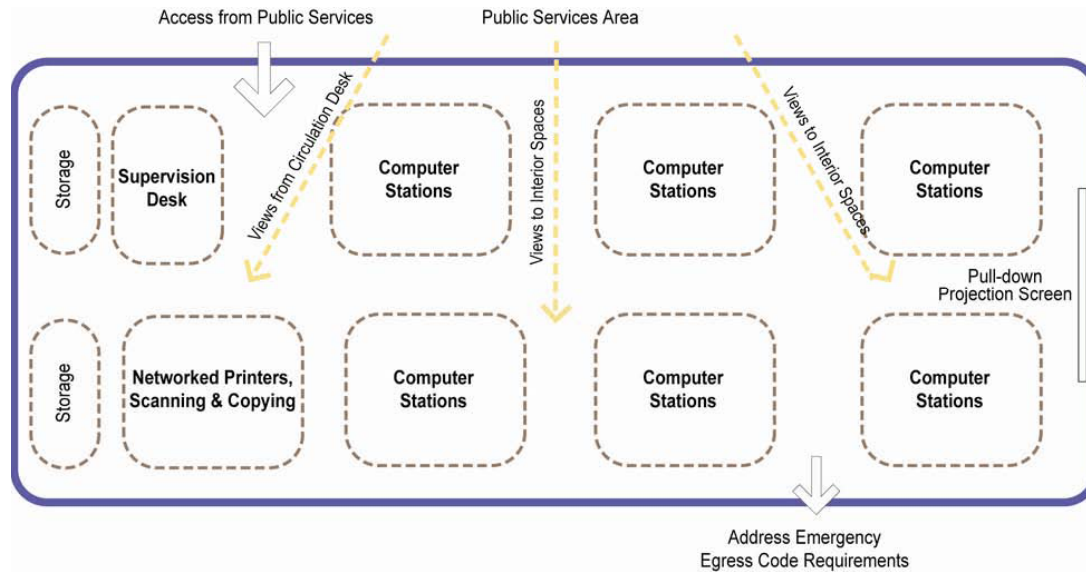 Access from Public Services
Public Services Area
Storage
Supervision
Desk
Views from Circulation Desk
Computer
Stations
Views to Interior Spaces
Computer
Stations
Views to Interior Spaces
Computer
Stations
Pull-down
Projection Screen
Storage
Networked Printers,
Scanning & Copying
Computer
Stations
Computer
Stations
Computer
Stations
Address Emergency
Egress Code Requirements